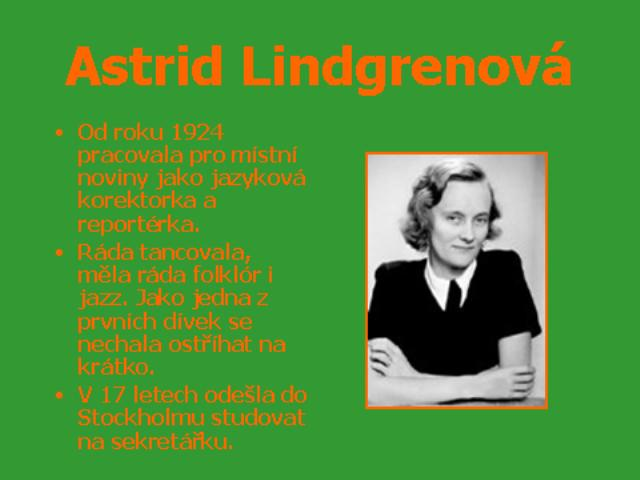 Astrid Lindgrenová
• Od roku 1924
pracovala pro místní
noviny jako jazyková
korektorka a
reportérka.
• Ráda tancovala,
měla ráda folklór i
jazz. Jako jedna z
prvních dívek se
nechala ostříhat na
krátko.
• V 17 letech odešla do
Stockholmu studovat
na sekretářku.